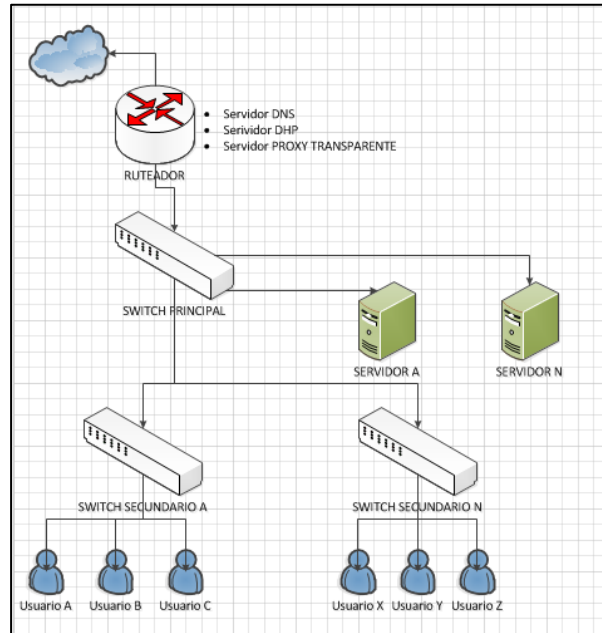 Servidor DNS
Serividor DHP
Servidor PROXY TRANSPARENTE
RUTEADOR
SWITCH PRINCIPAL
SERVIDOR A
SERVIDOR N
SWITCH SECUNDARIO A
SWITCH SECUNDARIO N
Usuario A
Usuario B
Usuario C
Usuario X
Usuario Y
Usuario Z